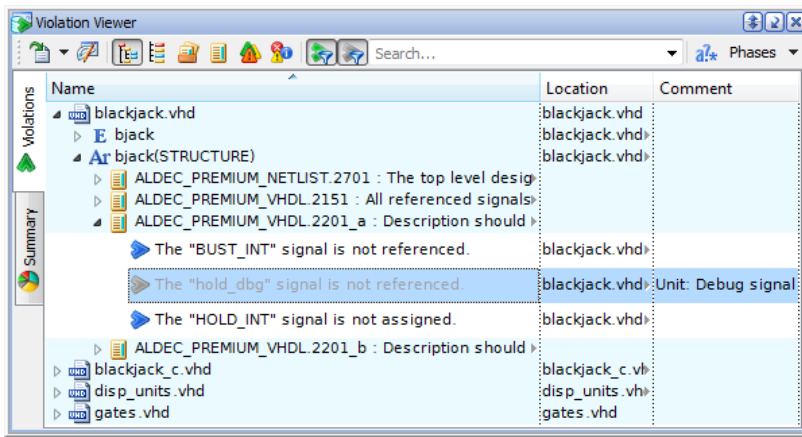 Violation Viewer
Search...
a?* Phases
Violations
Summary
Name Location Comment
blackjack.vhd blackjack.vhd
E bjack blackjack.vhd
Ar bjack(STRUCTURE) blackjack.vhd
ALDEC_PREMIUM_NETLIST.2701 : The top level desig
ALDEC_PREMIUM_VHDL.2151 : All referenced signals
ALDEC_PREMIUM_VHDL.2201_a : Description should
The "BUST_INT" signal is not referenced. blackjack.vhd
The "hold_dbg" signal is not referenced. blackjack.vhd Unit: Debug signal
The "HOLD_INT" signal is not assigned. blackjack.vhd
ALDEC_PREMIUM_VHDL.2201_b : Description should
VHD blackjack_c.vhd blackjack_c.vh
VHD disp_units.vhd disp_units.vh
VHD gates.vhd gates.vhd